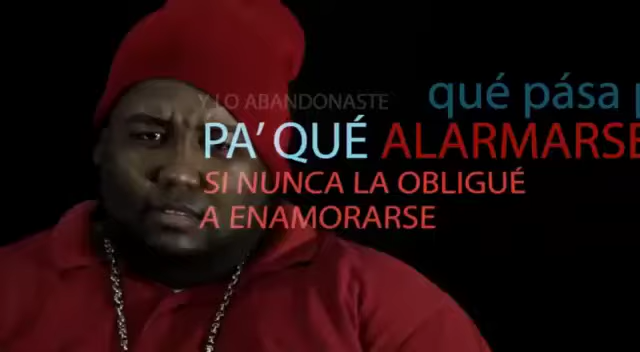 Y LO ABANDONASTE
qué pása
PA' QUÉ ALARMARSE
SI NUNCA LA OBLIGUÉ
A ENAMORARSE